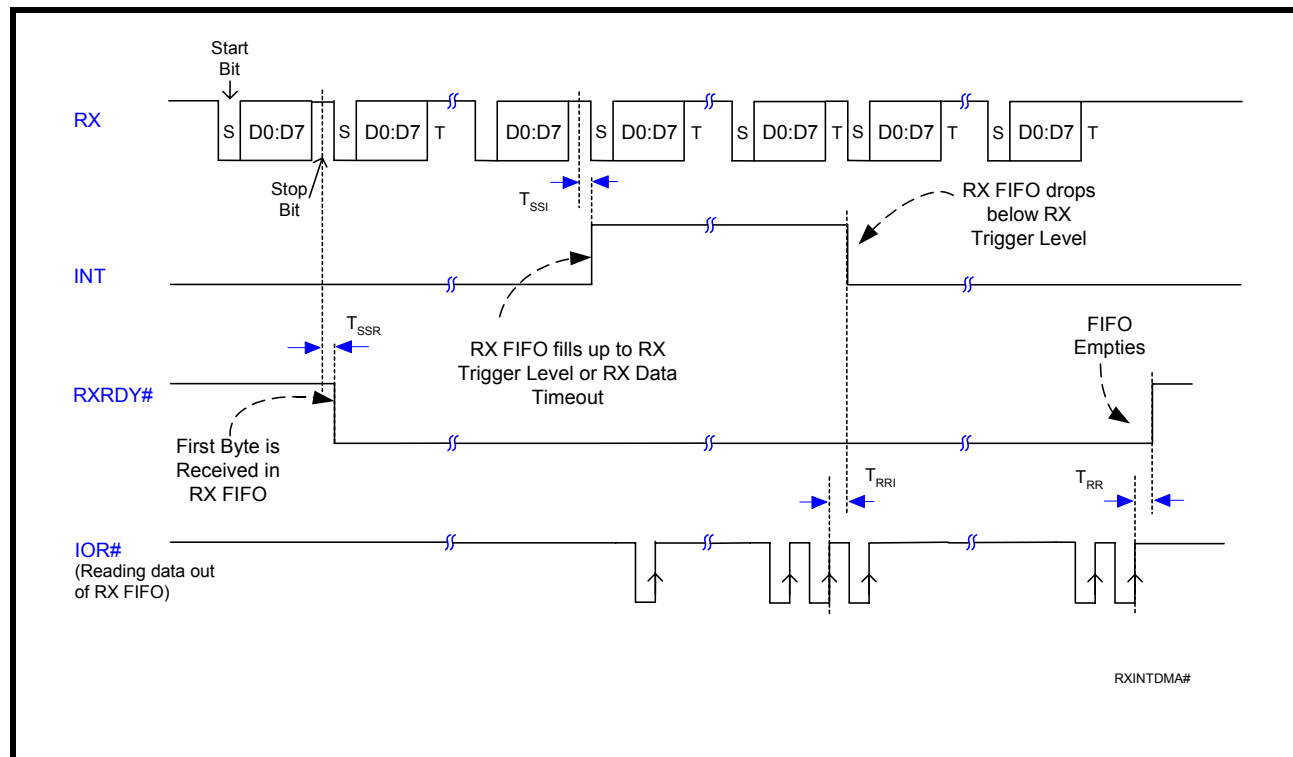 Start
Bit
RX
S D0:D7 S D0:D7 T D0:D7 S D0:D7 T S D0:D7 T S D0:D7 T S D0:D7 T
Stop
Bit
TSSI
RX FIFO drops
below RX
Trigger Level
INT
TSSR
RX FIFO fills up to RX
Trigger Level or RX Data
Timeout
FIFO
Empties
RXRDY#
First Byte is
Received in
RX FIFO
TRRI
TRR
IOR#
(Reading data out
of RX FIFO)
RXINTDMA#